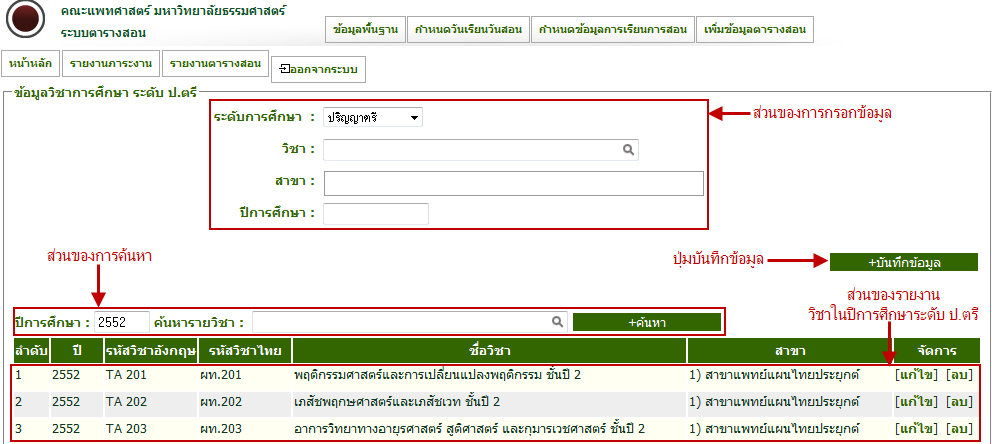 คณะแพทศาสตร์ มหาวิทยาลัยธรรมศาสตร์
ระบบตารางสอน
ข้อมูลพื้นฐาน กำหนดวันเรียนวันสอน กำหนดข้อมูลการเรียนการสอน เพิ่มข้อมูลตารางสอน
หน้าหลัก รายงานภาระงาน รายงานตารางสอน ออกจากระบบ
ข้อมูลวิชาการศึกษา ระดับ ป.ตรี
ระดับการศึกษา : ปริญญาตรี ส่วนของการกรอกข้อมูล
วิชา :
สาขา :
ปีการศึกษา :
ส่วนของการค้นหา ปุ่มบันทึกข้อมูล +บันทึกข้อมูล
ส่วนของรายงาน
วิชาในปีการศึกษาระดับ ป.ตรี
ปีการศึกษา : 2552 ค้นหารายวิชา : +ค้นหา
ลำดับ ปี รหัสวิชาอังกฤษ รหัสวิชาไทย ชื่อวิชา สาขา จัดการ
1 2552 TA 201 ผท.201 พฤติกรรมศาสตร์และการเปลี่ยนแปลงพฤติกรรม ชั้นปี 2 1) สาขาแพทย์แผนไทยประยุกต์ [แก้ไข] [ลบ]
2 2552 TA 202 ผท.202 เภสัชพฤกษศาสตร์และเภสัชเวท ชั้นปี 2 1) สาขาแพทย์แผนไทยประยุกต์ [แก้ไข] [ลบ]
3 2552 TA 203 ผท.203 อาการวิทยาทางอายุรศาสตร์ สูติศาสตร์ และกุมารเวชศาสตร์ ชั้นปี 2 1) สาขาแพทย์แผนไทยประยุกต์ [แก้ไข] [ลบ]